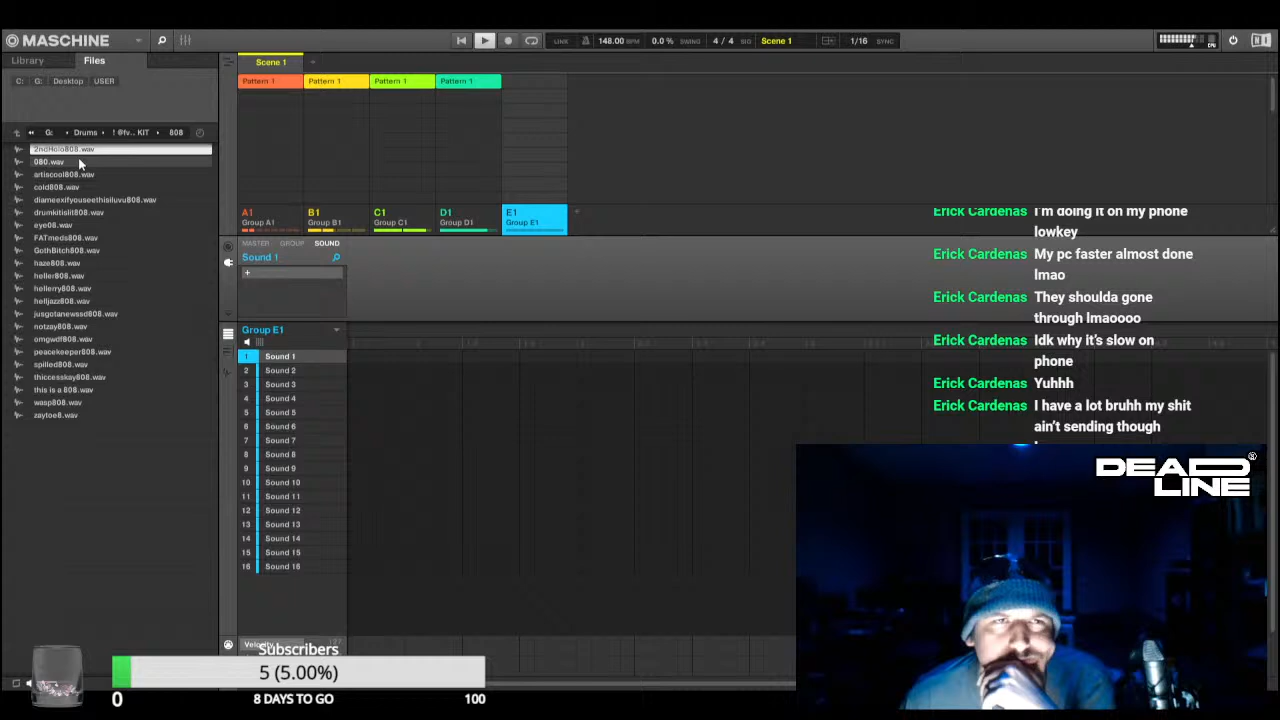 MASCHINE
LINK
148.00 BPM
0.0 % SWING
4 / 4 SIG
Scene 1
1/16 SYNC
Library
Files
C: G: Desktop USER
G: Drums ! @fv.. KIT 808
2ndHolo808.wav
080.wav
artiscool808.wav
cold808.wav
diameexifyouseethisiluvu808.wav
drumkitislit808.wav
eye08.wav
FATmeds808.wav
GothBitch808.wav
haze808.wav
heller808.wav
hellerry808.wav
helljazz808.wav
jusgotanewssd808.wav
notzay808.wav
omgwdf808.wav
peacekeeper808.wav
spilled808.wav
thiccesskay808.wav
this is a 808.wav
wasp808.wav
zaytoe8.wav
Scene 1
Pattern 1 Pattern 1 Pattern 1 Pattern 1
A1 B1 C1 D1 E1
Group A1 Group B1 Group C1 Group D1 Group E1
MASTER GROUP SOUND
Sound 1
+
Group E1
1 Sound 1
2 Sound 2
3 Sound 3
4 Sound 4
5 Sound 5
6 Sound 6
7 Sound 7
8 Sound 8
9 Sound 9
10 Sound 10
11 Sound 11
12 Sound 12
13 Sound 13
14 Sound 14
15 Sound 15
16 Sound 16
Velocity
127
Erick Cardenas I'm doing it on my phone
lowkey
Erick Cardenas My pc faster almost done
lmao
Erick Cardenas They shoulda gone
through lmaoooo
Erick Cardenas Idk why it's slow on
phone
Erick Cardenas Yuhhh
Erick Cardenas I have a lot bruhh my shit
ain't sending though
DEAD
LINE
®
Subscribers
5 (5.00%)
0 8 DAYS TO GO 100